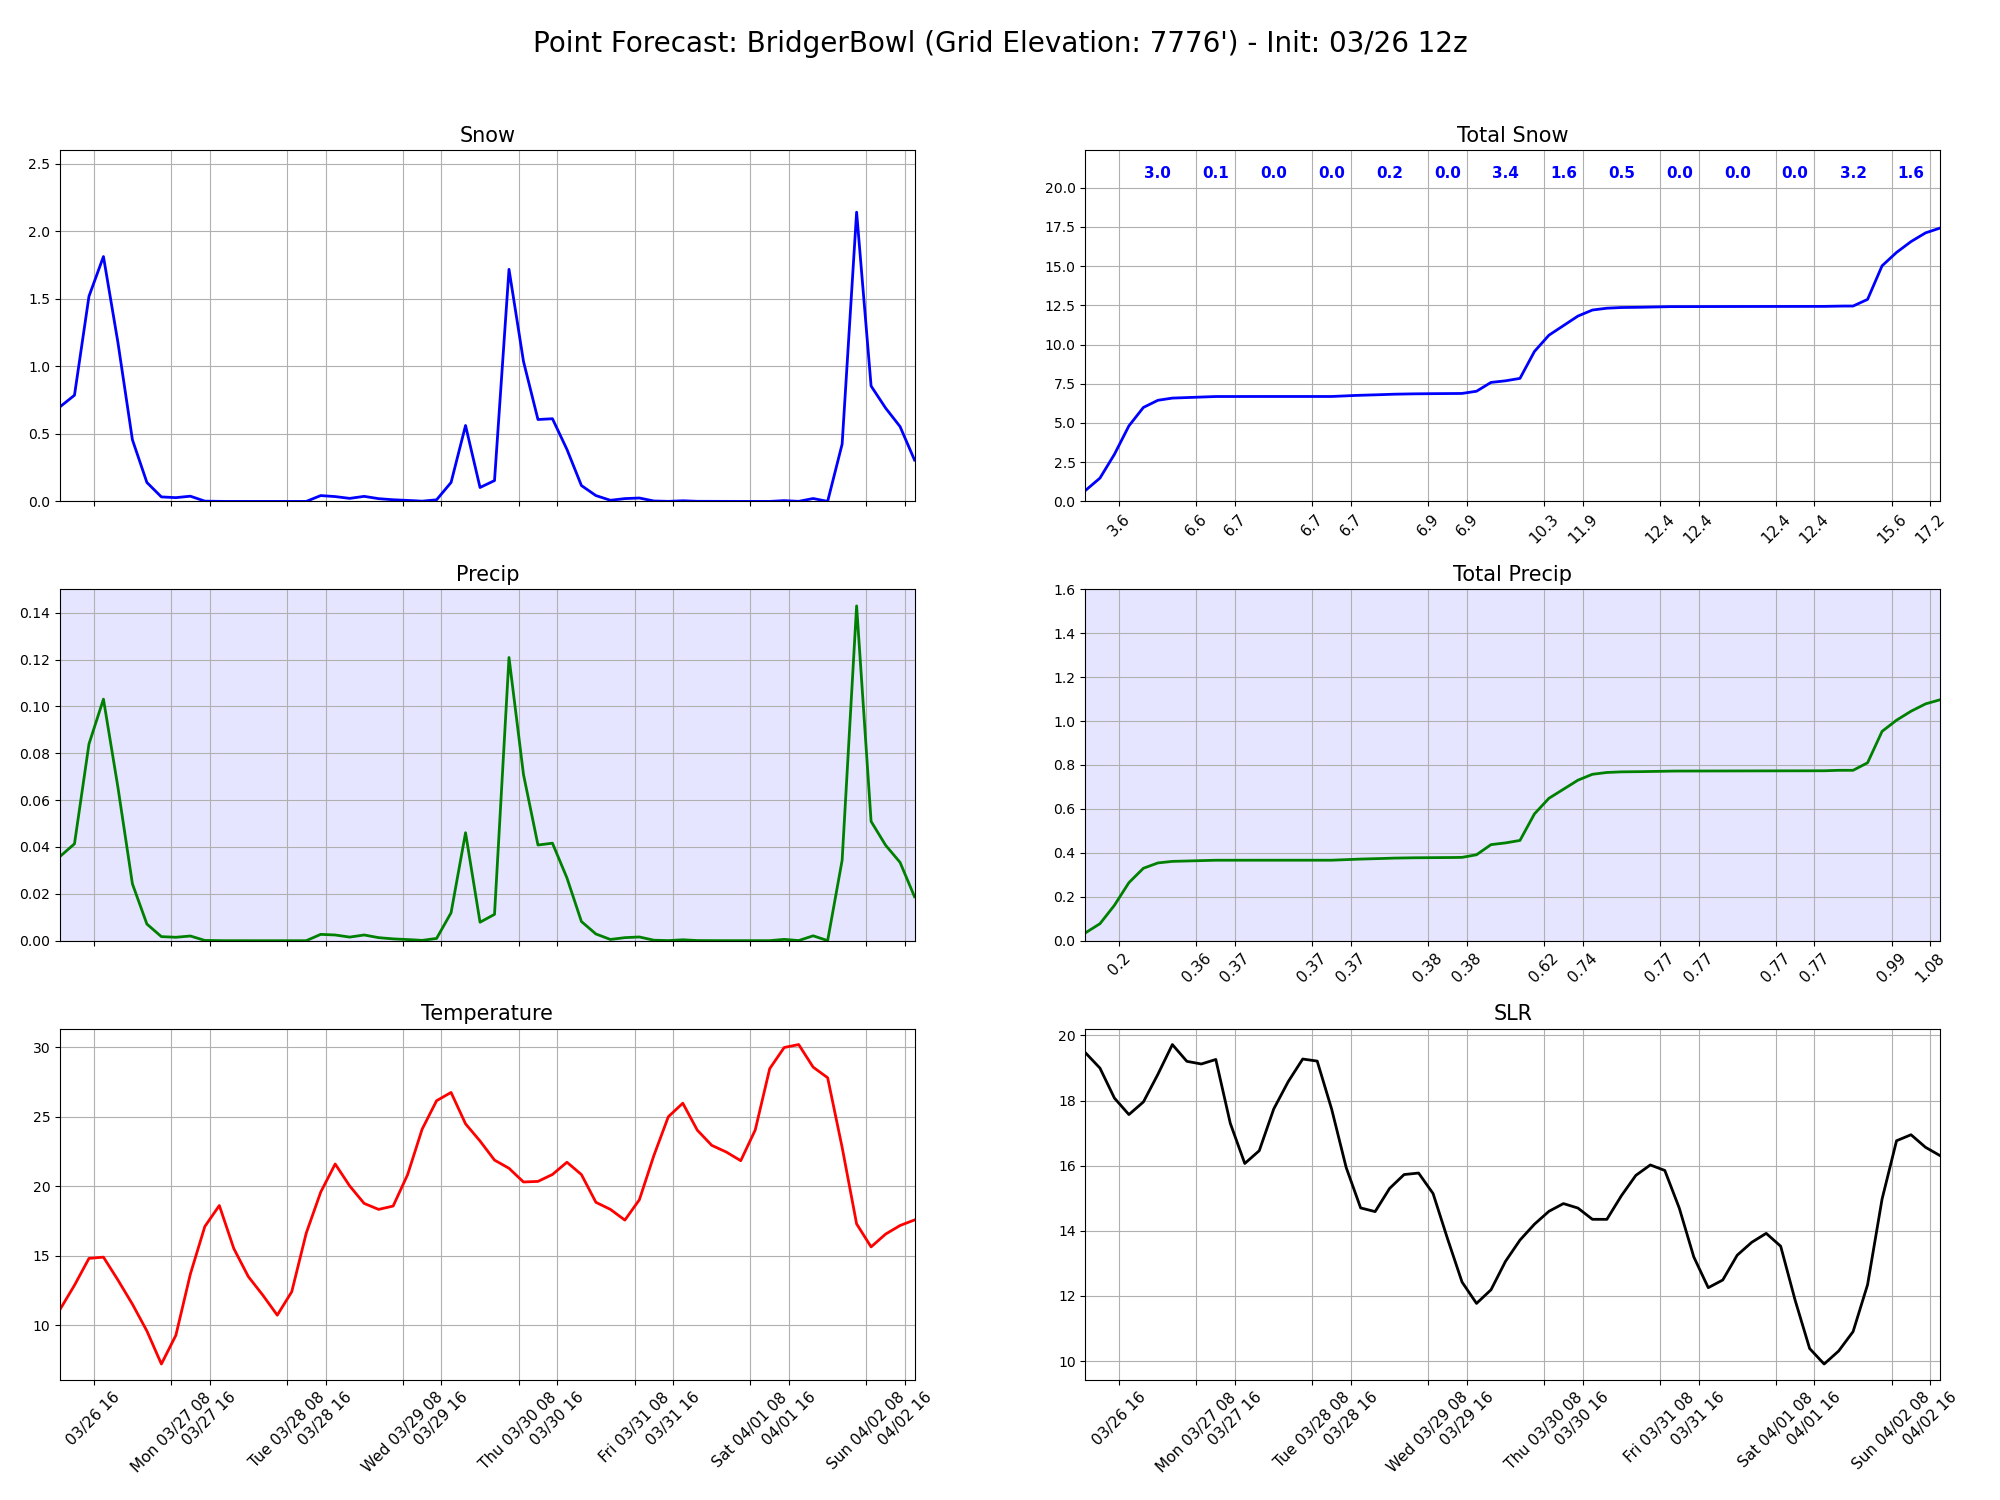 Point Forecast: BridgerBowl (Grid Elevation: 7776') - Init: 03/26 12z
Snow
2.5
2.0
1.5
1.0
0.5
0.0
Total Snow
3.0 0.1 0.0 0.0 0.2 0.0 3.4 1.6 0.5 0.0 0.0 0.0 3.2 1.6
20.0
17.5
15.0
12.5
10.0
7.5
5.0
2.5
0.0
3.6 6.6 6.7 6.7 6.7 6.9 6.9 10.3 11.9 12.4 12.4 12.4 12.4 15.6 17.2
Precip
0.14
0.12
0.10
0.08
0.06
0.04
0.02
0.00
Total Precip
1.6
1.4
1.2
1.0
0.8
0.6
0.4
0.2
0.0
0.2 0.36 0.37 0.37 0.37 0.38 0.38 0.62 0.74 0.77 0.77 0.77 0.77 0.99 1.08
Temperature
30
25
20
15
10
03/26 16
Mon 03/27 08
03/27 16
Tue 03/28 08
03/28 16
Wed 03/29 08
03/29 16
Thu 03/30 08
03/30 16
Fri 03/31 08
03/31 16
Sat 04/01 08
04/01 16
Sun 04/02 08
04/02 16
SLR
20
18
16
14
12
10
03/26 16
Mon 03/27 08
03/27 16
Tue 03/28 08
03/28 16
Wed 03/29 08
03/29 16
Thu 03/30 08
03/30 16
Fri 03/31 08
03/31 16
Sat 04/01 08
04/01 16
Sun 04/02 08
04/02 16